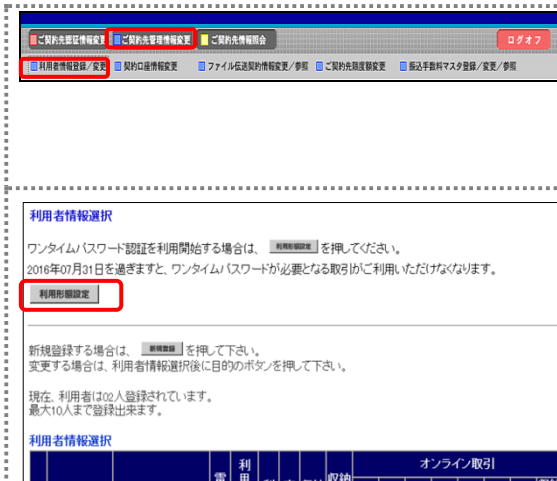 ご契約先認証情報変更 ご契約先管理情報変更 ご契約先情報照会 ログオフ
利用者情報登録／変更 契約口座情報変更 ファイル伝送契約情報変更／参照 ご契約先限度額変更 振込手数料マスタ登録／変更／参照
利用者情報選択
ワンタイムパスワード認証を利用開始する場合は、 利用形態設定 を押してください。
2016年07月31日を過ぎますと、ワンタイムパスワードが必要となる取引がご利用いただけなくなります。
利用形態設定
新規登録する場合は、 新規登録 を押して下さい。
変更する場合は、利用者情報選択後に目的のボタンを押して下さい。
現在、利用者は02人登録されています。
最大10人まで登録出来ます。
利用者情報選択
オンライン取引
電 利用 収納